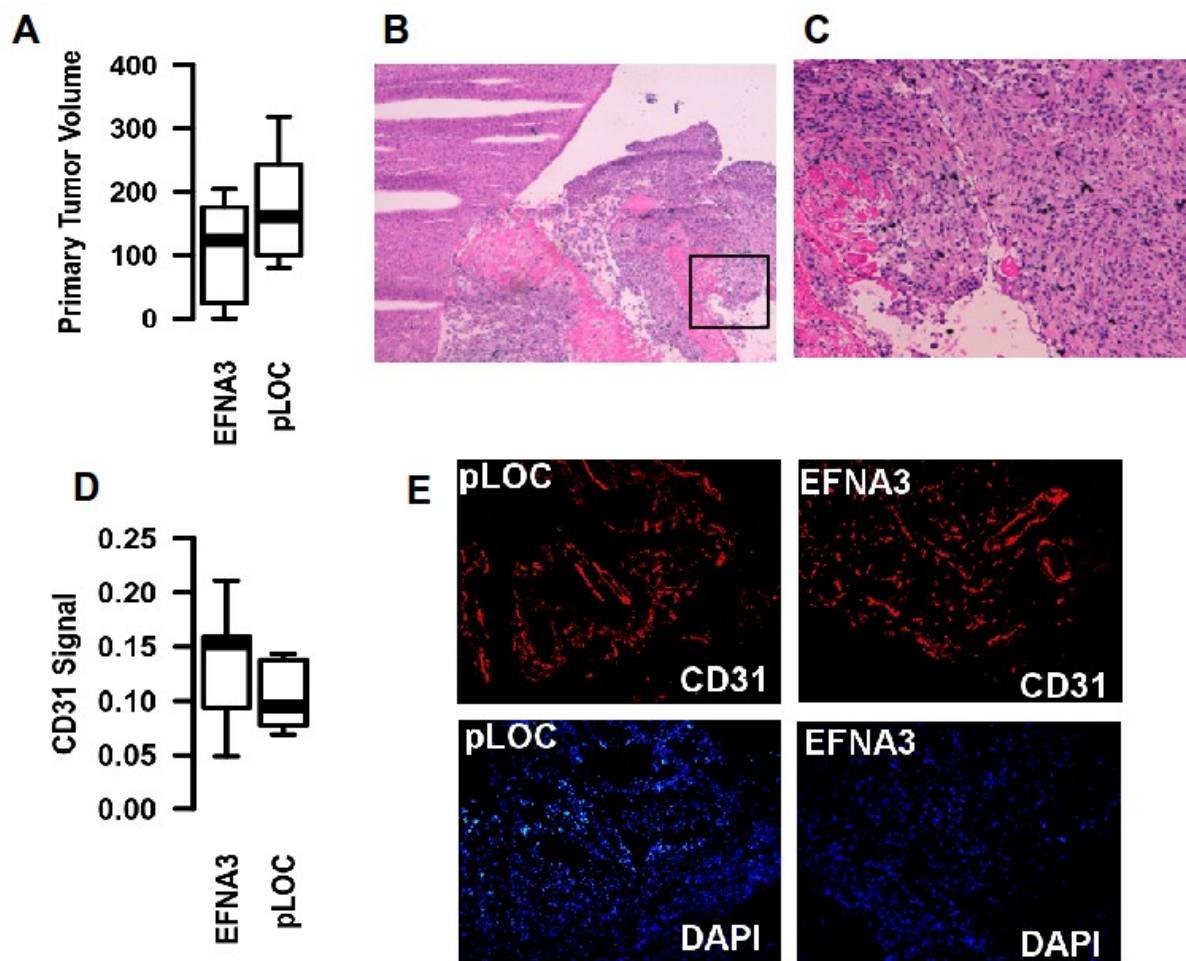 A
Primary Tumor Volume
400
300
200
100
0
EFNA3
pLOC
B
C
D
CD31 Signal
0.25
0.20
0.15
0.10
0.05
0.00
EFNA3
pLOC
E
pLOC
CD31
EFNA3
CD31
pLOC
DAPI
EFNA3
DAPI